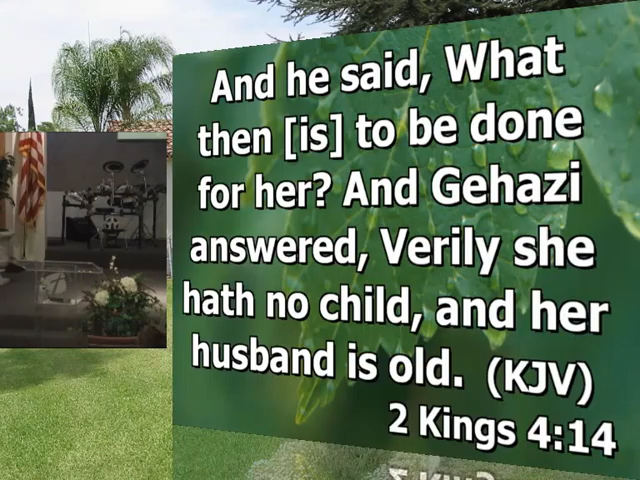 And he said, What
then [is] to be done
for her? And Gehazi
answered, Verily she
hath no child, and her
husband is old. (KJV)
2 Kings 4:14